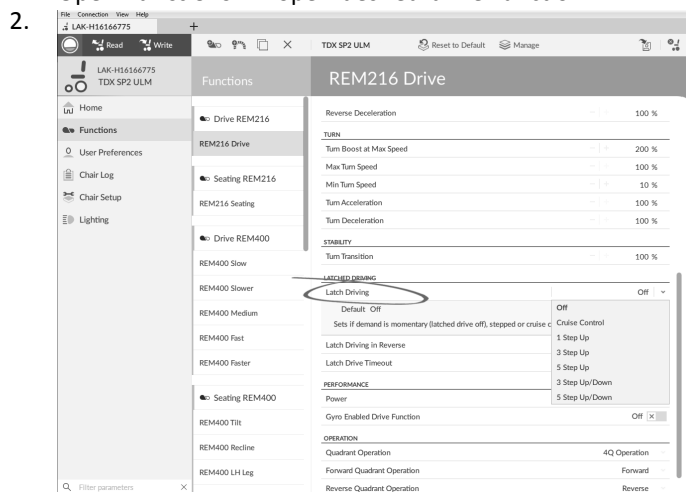 2.
File Connection View Help
LAK-H16166775 +
Read Write TDX SP2 ULM Reset to Default Manage
LAK-H16166775
TDX SP2 ULM
Functions
REM216 Drive
Home
Functions
User Preferences
Chair Log
Chair Setup
Lighting
Filter parameters
Drive REM216
REM216 Drive
Seating REM216
REM216 Seating
Drive REM400
REM400 Slow
REM400 Slower
REM400 Medium
REM400 Fast
REM400 Faster
Seating REM400
REM400 Tilt
REM400 Recline
REM400 LH Leg
Reverse Deceleration 100 %
TURN
Turn Boost at Max Speed 200 %
Max Turn Speed 100 %
Min Turn Speed 10 %
Turn Acceleration 100 %
Turn Deceleration 100 %
STABILITY
Turn Transition 100 %
LATCHED DRIVING
Latch Driving Off
Default Off
Sets if demand is momentary (latched drive off), stepped or cruise c
Off
Cruise Control
1 Step Up
3 Step Up
5 Step Up
3 Step Up/Down
5 Step Up/Down
Latch Driving in Reverse
Latch Drive Timeout
PERFORMANCE
Power
Gyro Enabled Drive Function Off
OPERATION
Quadrant Operation 4Q Operation
Forward Quadrant Operation Forward
Reverse Quadrant Operation Reverse